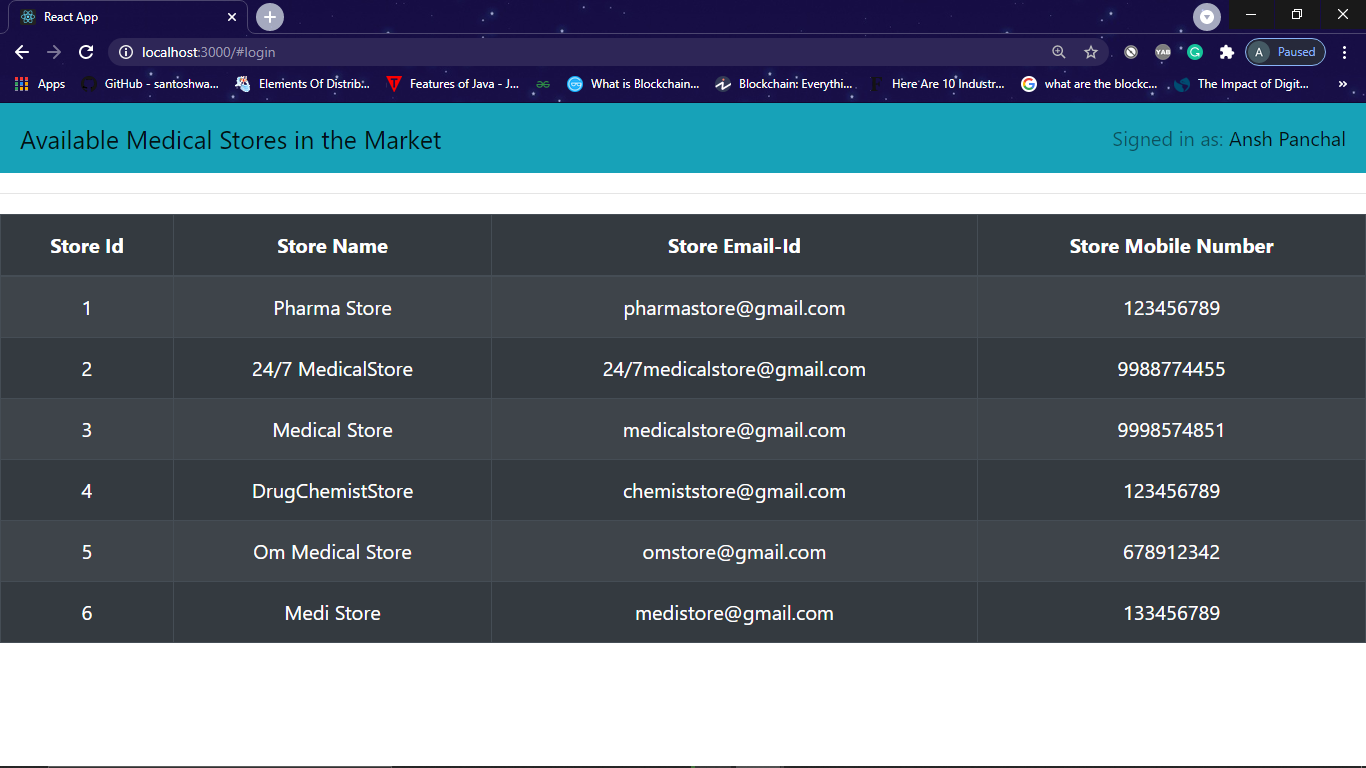 React App
localhost:3000/#login
A Paused
Apps GitHub - santoshwa... Elements Of Distrib... Features of Java - J... What is Blockchain... Blockchain: Everythi... Here Are 10 Industr... what are the blockc... The Impact of Digit... »
Available Medical Stores in the Market Signed in as: Ansh Panchal
Store Id Store Name Store Email-Id Store Mobile Number
1 Pharma Store pharmastore@gmail.com 123456789
2 24/7 MedicalStore 24/7medicalstore@gmail.com 9988774455
3 Medical Store medicalstore@gmail.com 9998574851
4 DrugChemistStore chemiststore@gmail.com 123456789
5 Om Medical Store omstore@gmail.com 678912342
6 Medi Store medistore@gmail.com 133456789